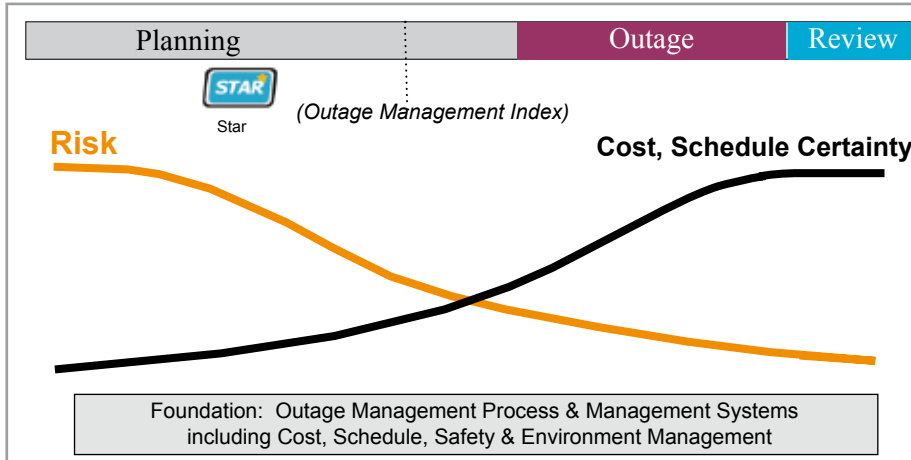 Planning Outage Review
STAR
Star
(Outage Management Index)
Risk
Cost, Schedule Certainty
Foundation: Outage Management Process & Management Systems
including Cost, Schedule, Safety & Environment Management